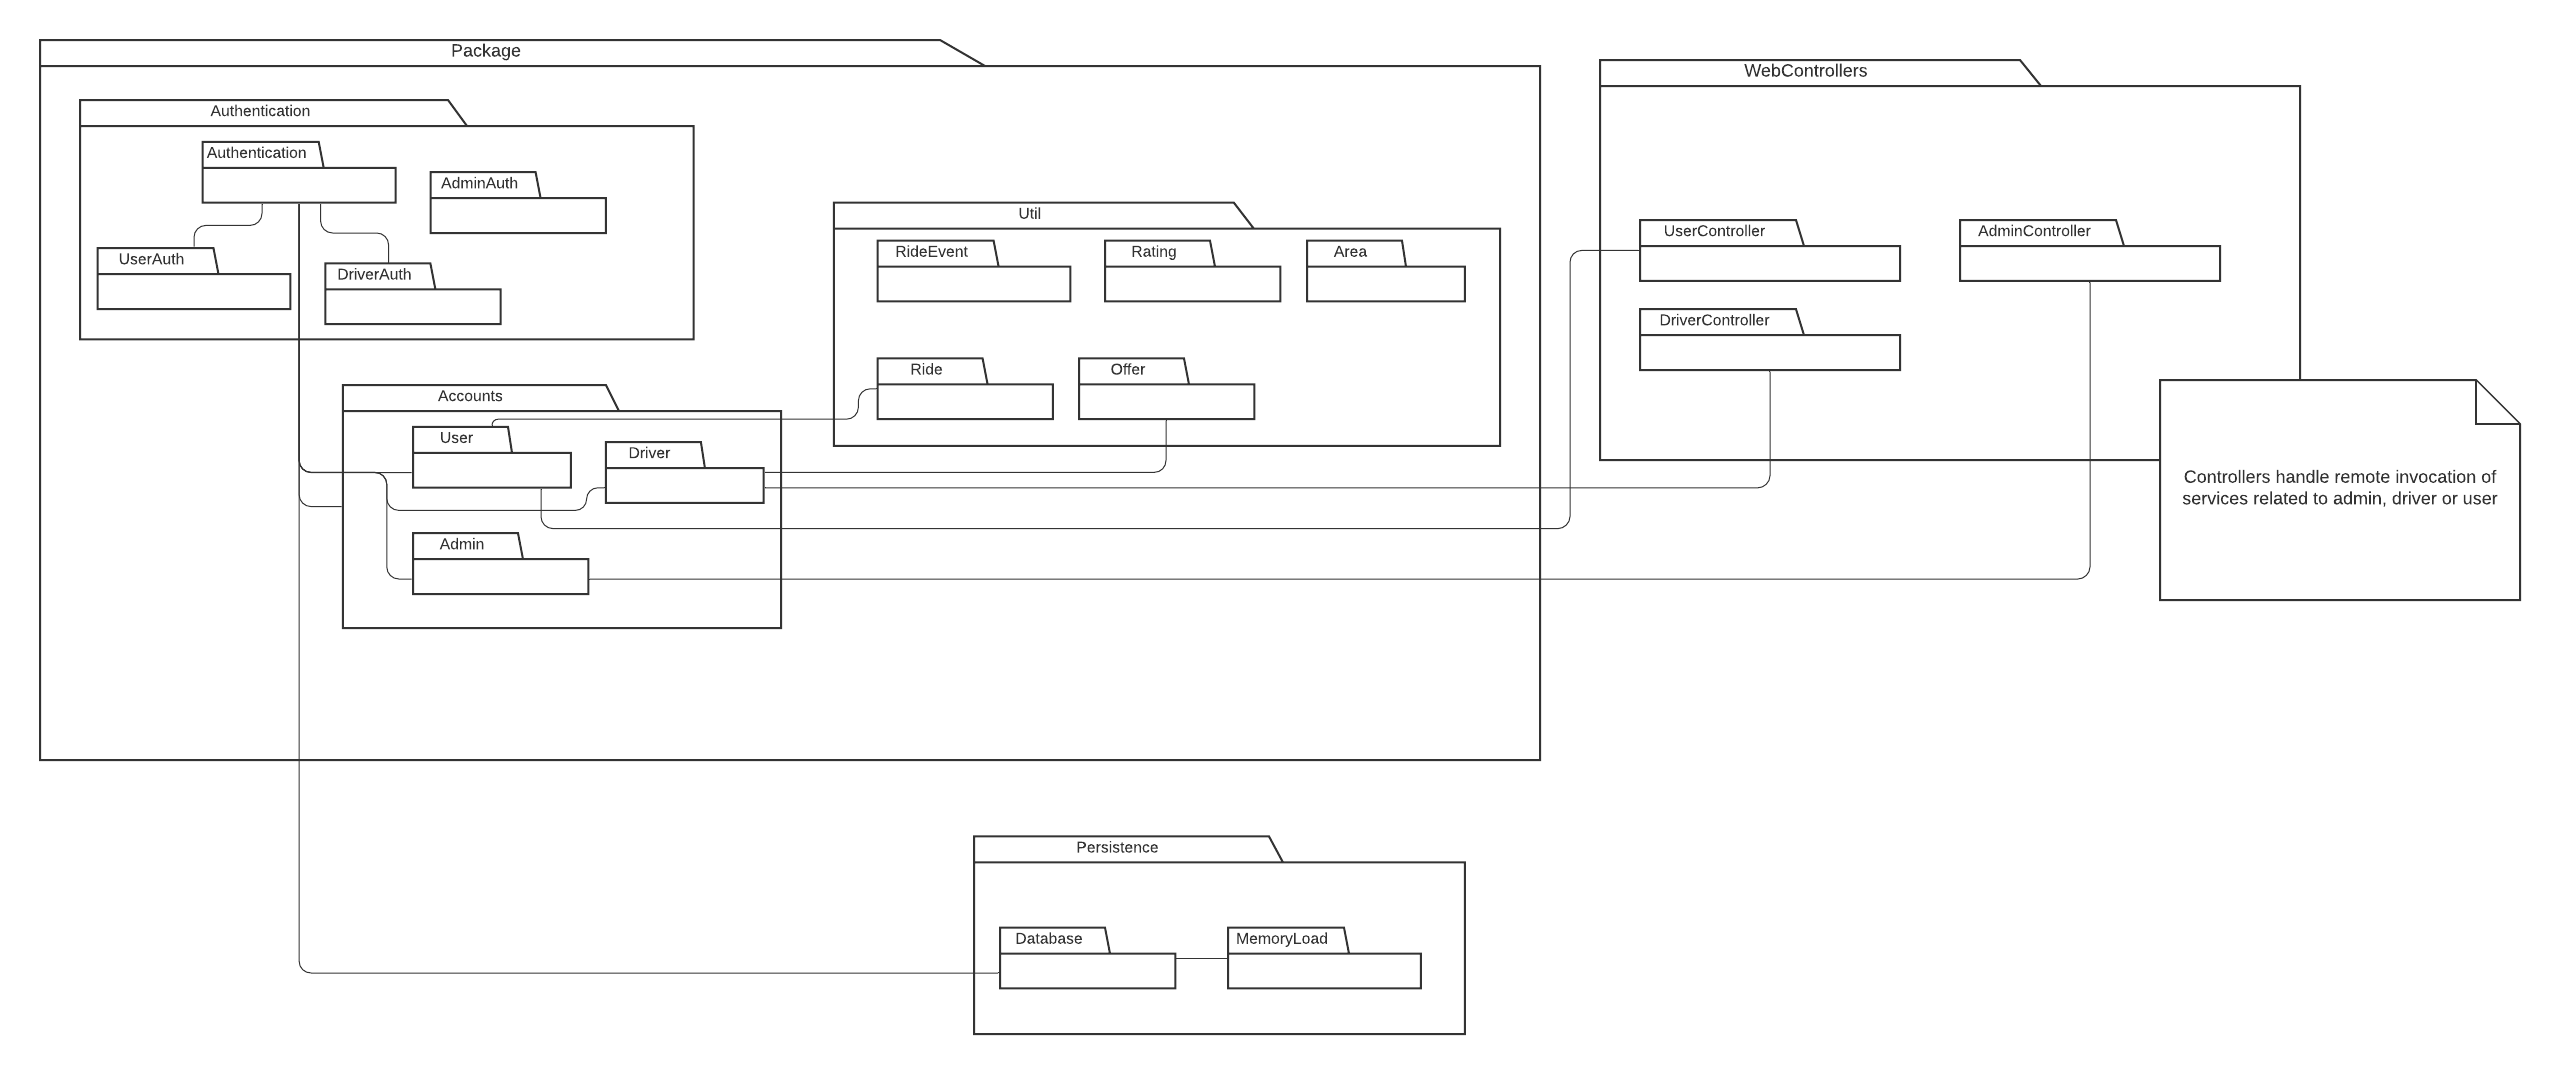 Package
WebControllers
Authentication
Authentication
AdminAuth
UserAuth
DriverAuth
Util
RideEvent
Rating
Area
Ride
Offer
UserController
AdminController
DriverController
Accounts
User
Driver
Admin
Controllers handle remote invocation of
services related to admin, driver or user
Persistence
Database
MemoryLoad